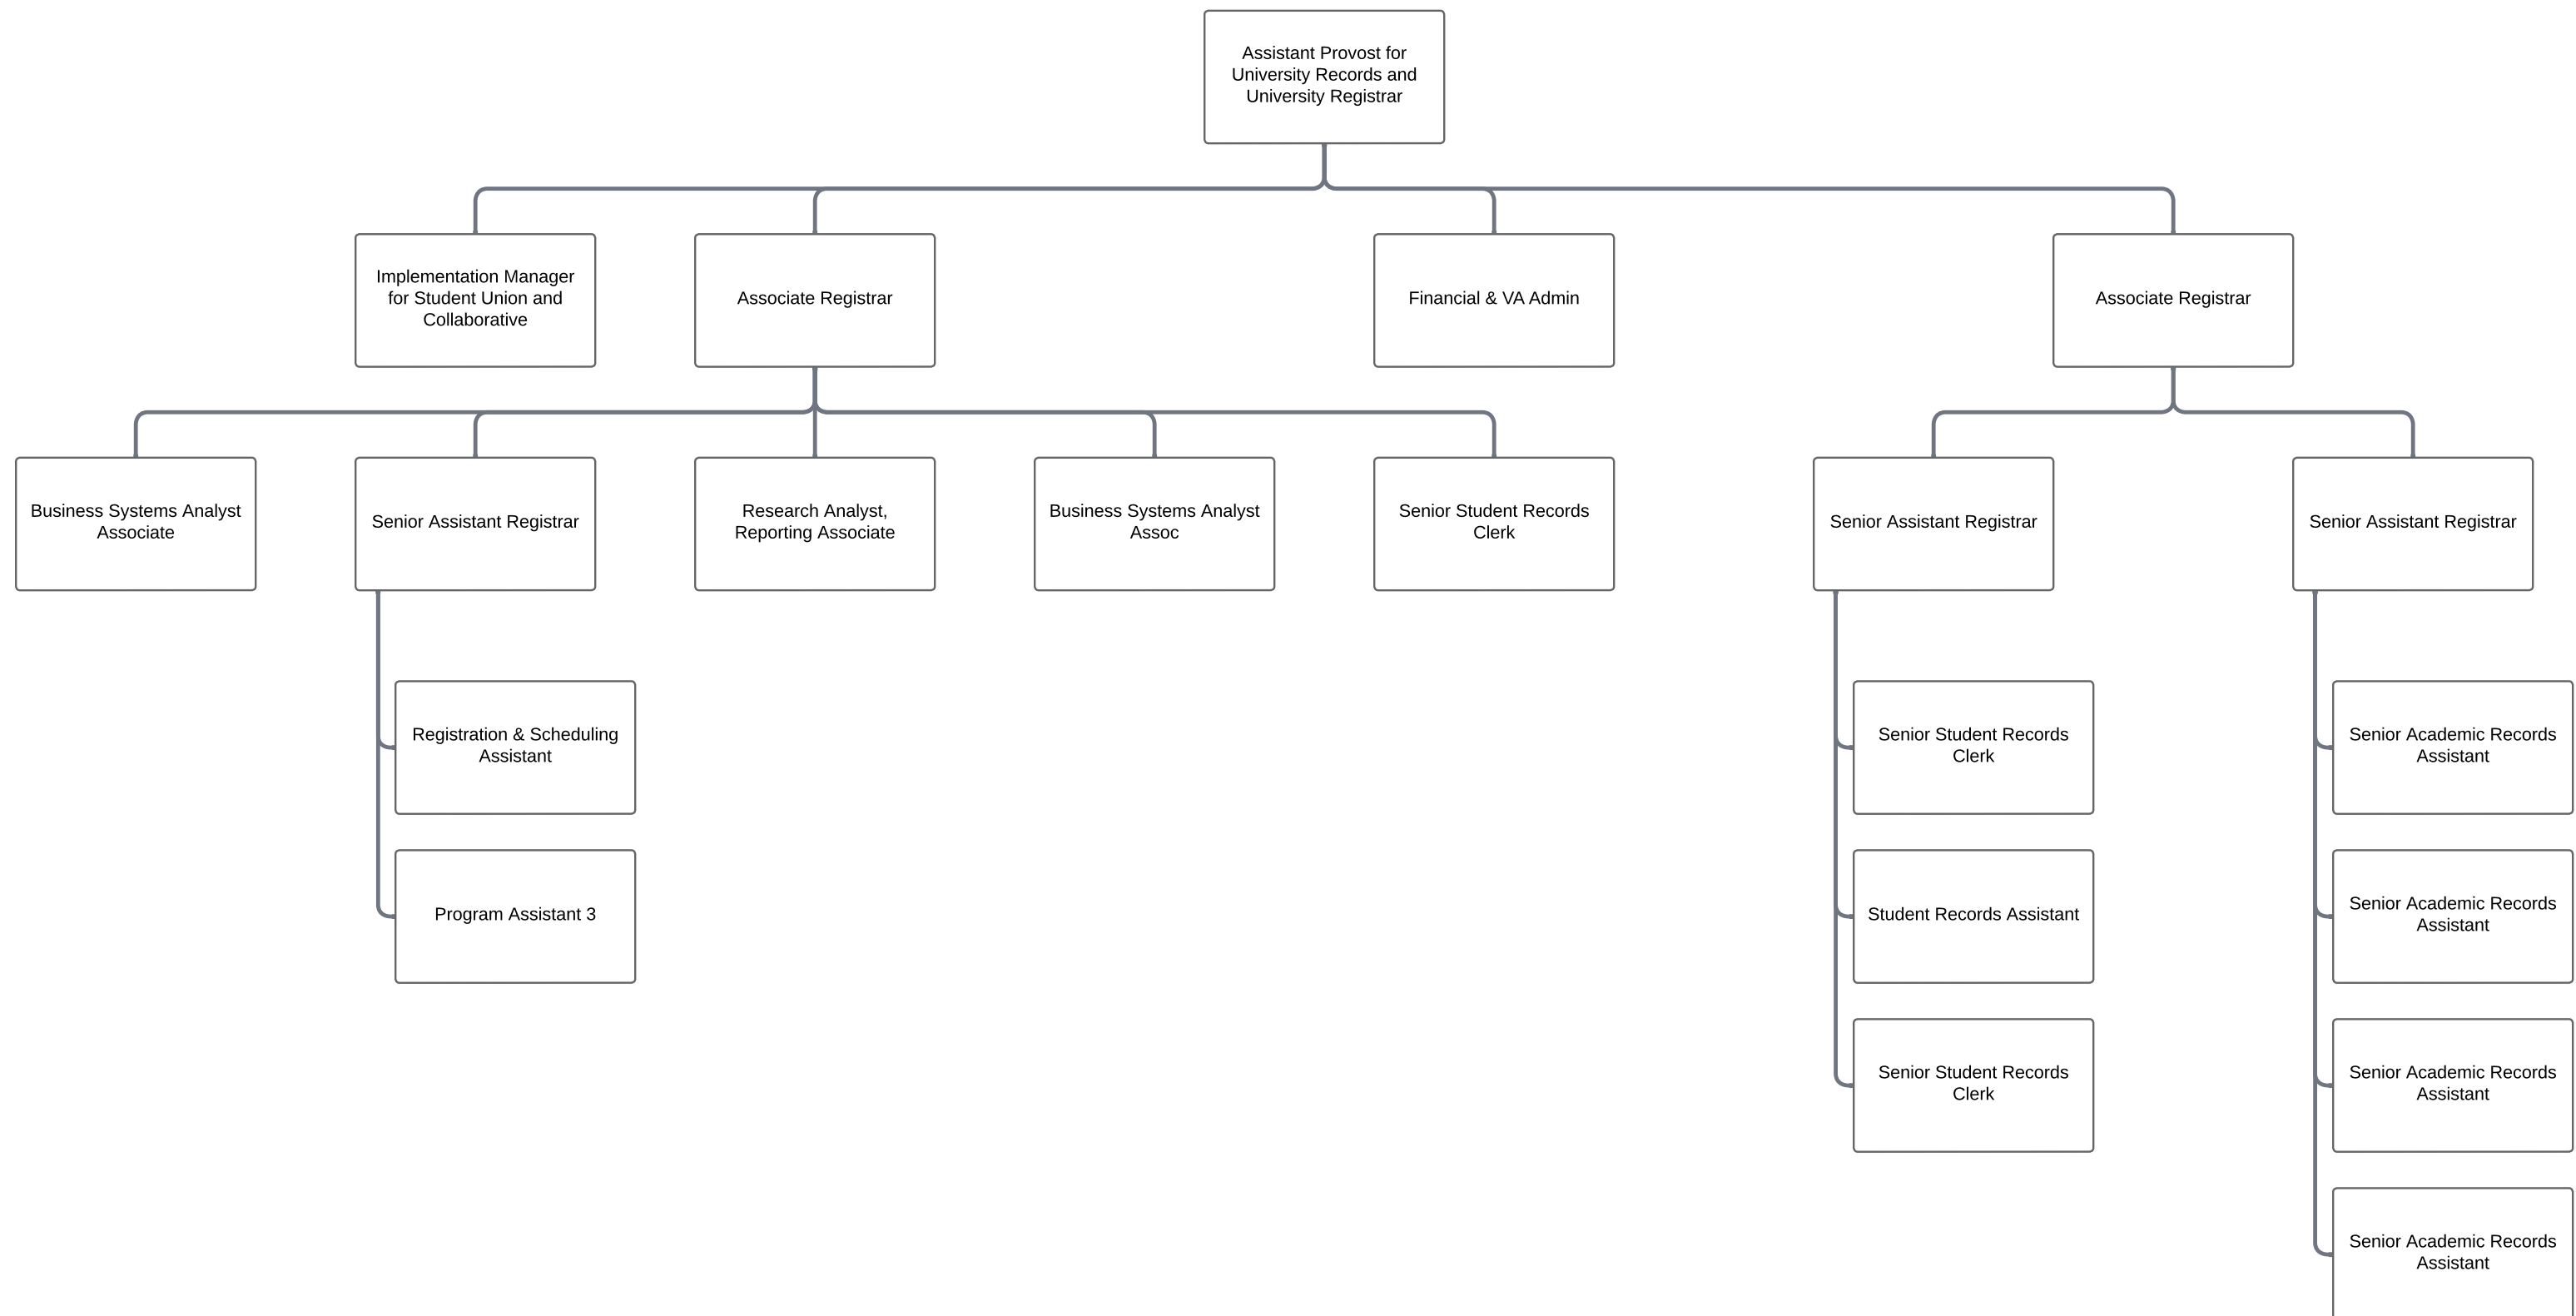 Assistant Provost for
University Records and
University Registrar
Implementation Manager
for Student Union and
Collaborative
Associate Registrar
Financial & VA Admin
Associate Registrar
Business Systems Analyst
Associate
Senior Assistant Registrar
Research Analyst,
Reporting Associate
Business Systems Analyst
Assoc
Senior Student Records
Clerk
Senior Assistant Registrar
Senior Assistant Registrar
Registration & Scheduling
Assistant
Program Assistant 3
Senior Student Records
Clerk
Student Records Assistant
Senior Student Records
Clerk
Senior Academic Records
Assistant
Senior Academic Records
Assistant
Senior Academic Records
Assistant
Senior Academic Records
Assistant